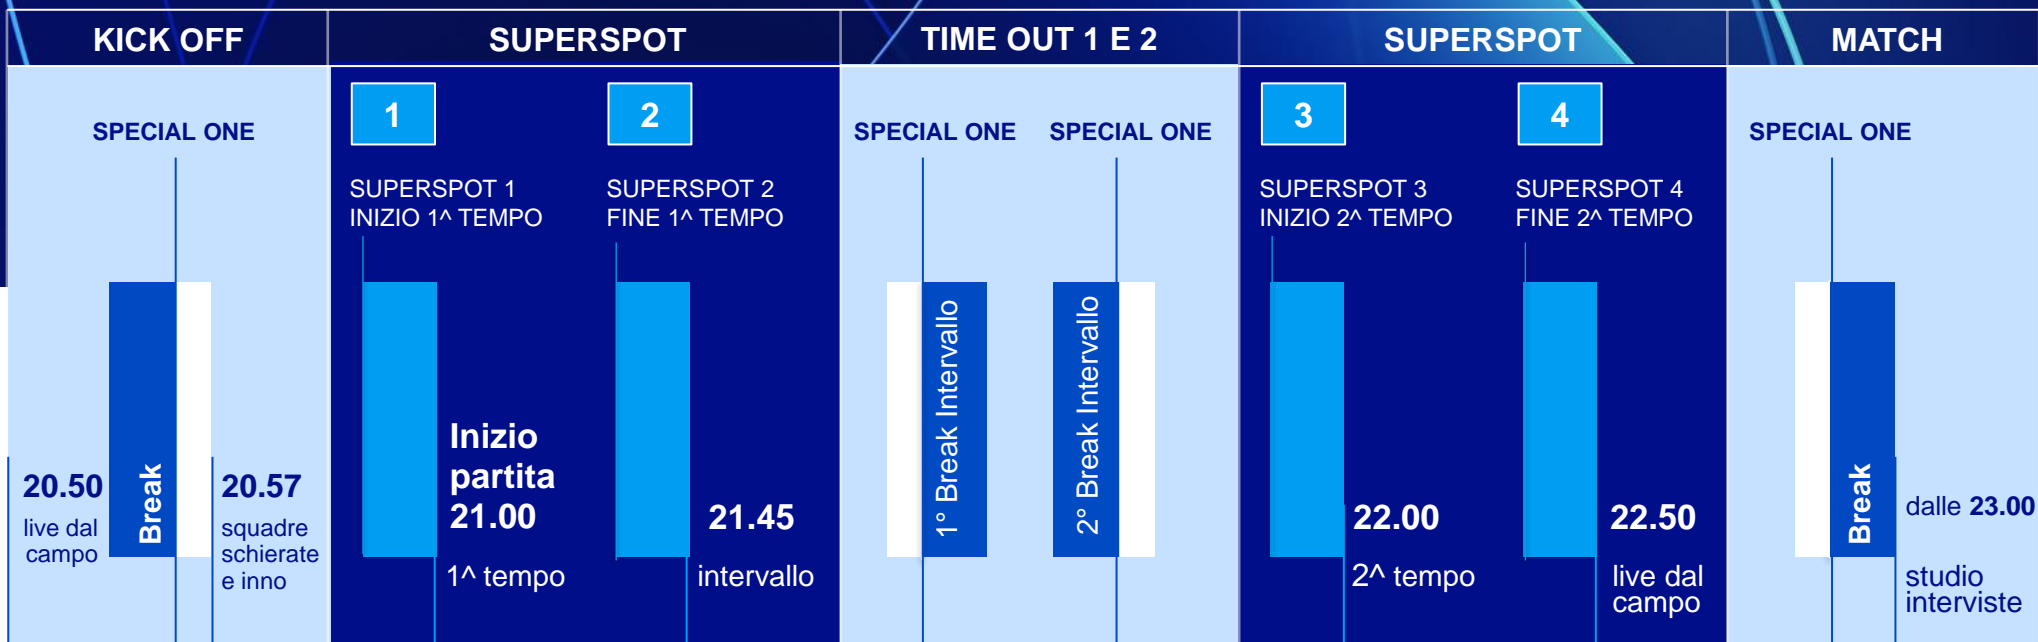 KICK OFF
SUPERSPOT
TIME OUT 1 E 2
SUPERSPOT
MATCH
SPECIAL ONE
20.50
live dal
campo
Break
20.57
squadre
schierate
e inno
1
SUPERSPOT 1
INIZIO 1^ TEMPO
Inizio
partita
21.00
1^ tempo
2
SUPERSPOT 2
FINE 1^ TEMPO
21.45
intervallo
SPECIAL ONE
1° Break Intervallo
SPECIAL ONE
2° Break Intervallo
3
SUPERSPOT 3
INIZIO 2^ TEMPO
22.00
2^ tempo
4
SUPERSPOT 4
FINE 2^ TEMPO
22.50
live dal
campo
SPECIAL ONE
Break
dalle 23.00
studio
interviste